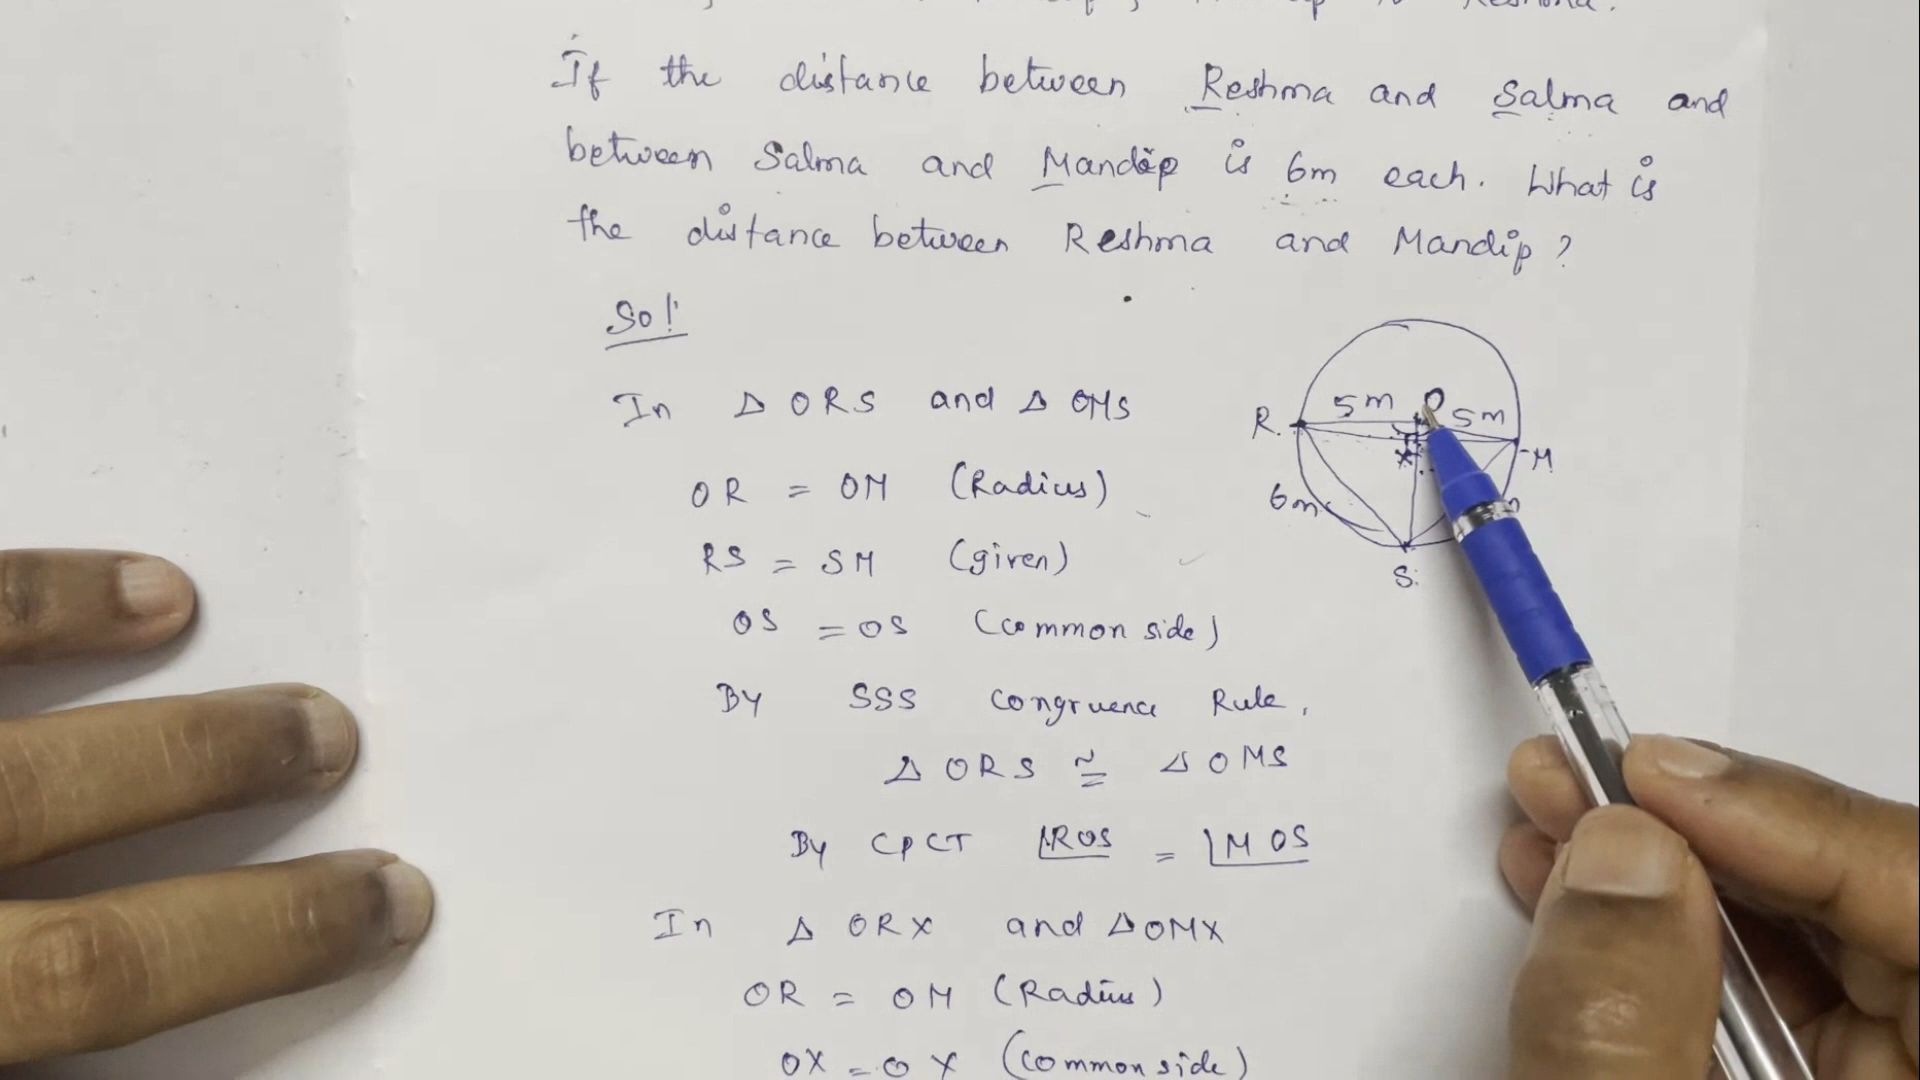 If the distance between Reshma and Salma and
between Salma and Mandip is 6m each. What is
the distance between Reshma and Mandip?
Sol!
In Δ ORS and Δ OMS
OR = OM (Radius)
RS = SM (given)
OS = OS (common side)
By SSS congruence Rule,
Δ ORS ≅ Δ OMS
By CPCT ∠ROS = ∠MOS
In Δ ORX and Δ OMX
OR = OM (Radius)
OX = OX (common side)
5m O 5m
R. M
X
6m
S